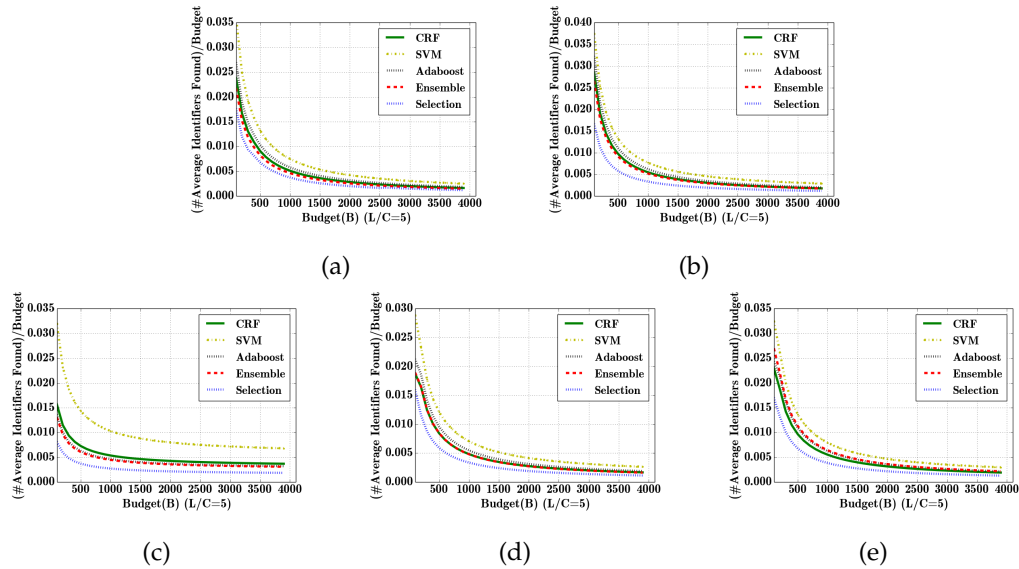 (#Average Identifiers Found)/Budget
0.035
0.030
0.025
0.020
0.015
0.010
0.005
0.000
500 1000 1500 2000 2500 3000 3500 4000
Budget(B) (L/C=5)
CRF
SVM
Adaboost
Ensemble
Selection
(a)
(#Average Identifiers Found)/Budget
0.040
0.035
0.030
0.025
0.020
0.015
0.010
0.005
0.000
500 1000 1500 2000 2500 3000 3500 4000
Budget(B) (L/C=5)
CRF
SVM
Adaboost
Ensemble
Selection
(b)
(#Average Identifiers Found)/Budget
0.035
0.030
0.025
0.020
0.015
0.010
0.005
0.000
500 1000 1500 2000 2500 3000 3500 4000
Budget(B) (L/C=5)
CRF
SVM
Adaboost
Ensemble
Selection
(c)
(#Average Identifiers Found)/Budget
0.030
0.025
0.020
0.015
0.010
0.005
0.000
500 1000 1500 2000 2500 3000 3500 4000
Budget(B) (L/C=5)
CRF
SVM
Adaboost
Ensemble
Selection
(d)
(#Average Identifiers Found)/Budget
0.035
0.030
0.025
0.020
0.015
0.010
0.005
0.000
500 1000 1500 2000 2500 3000 3500 4000
Budget(B) (L/C=5)
CRF
SVM
Adaboost
Ensemble
Selection
(e)